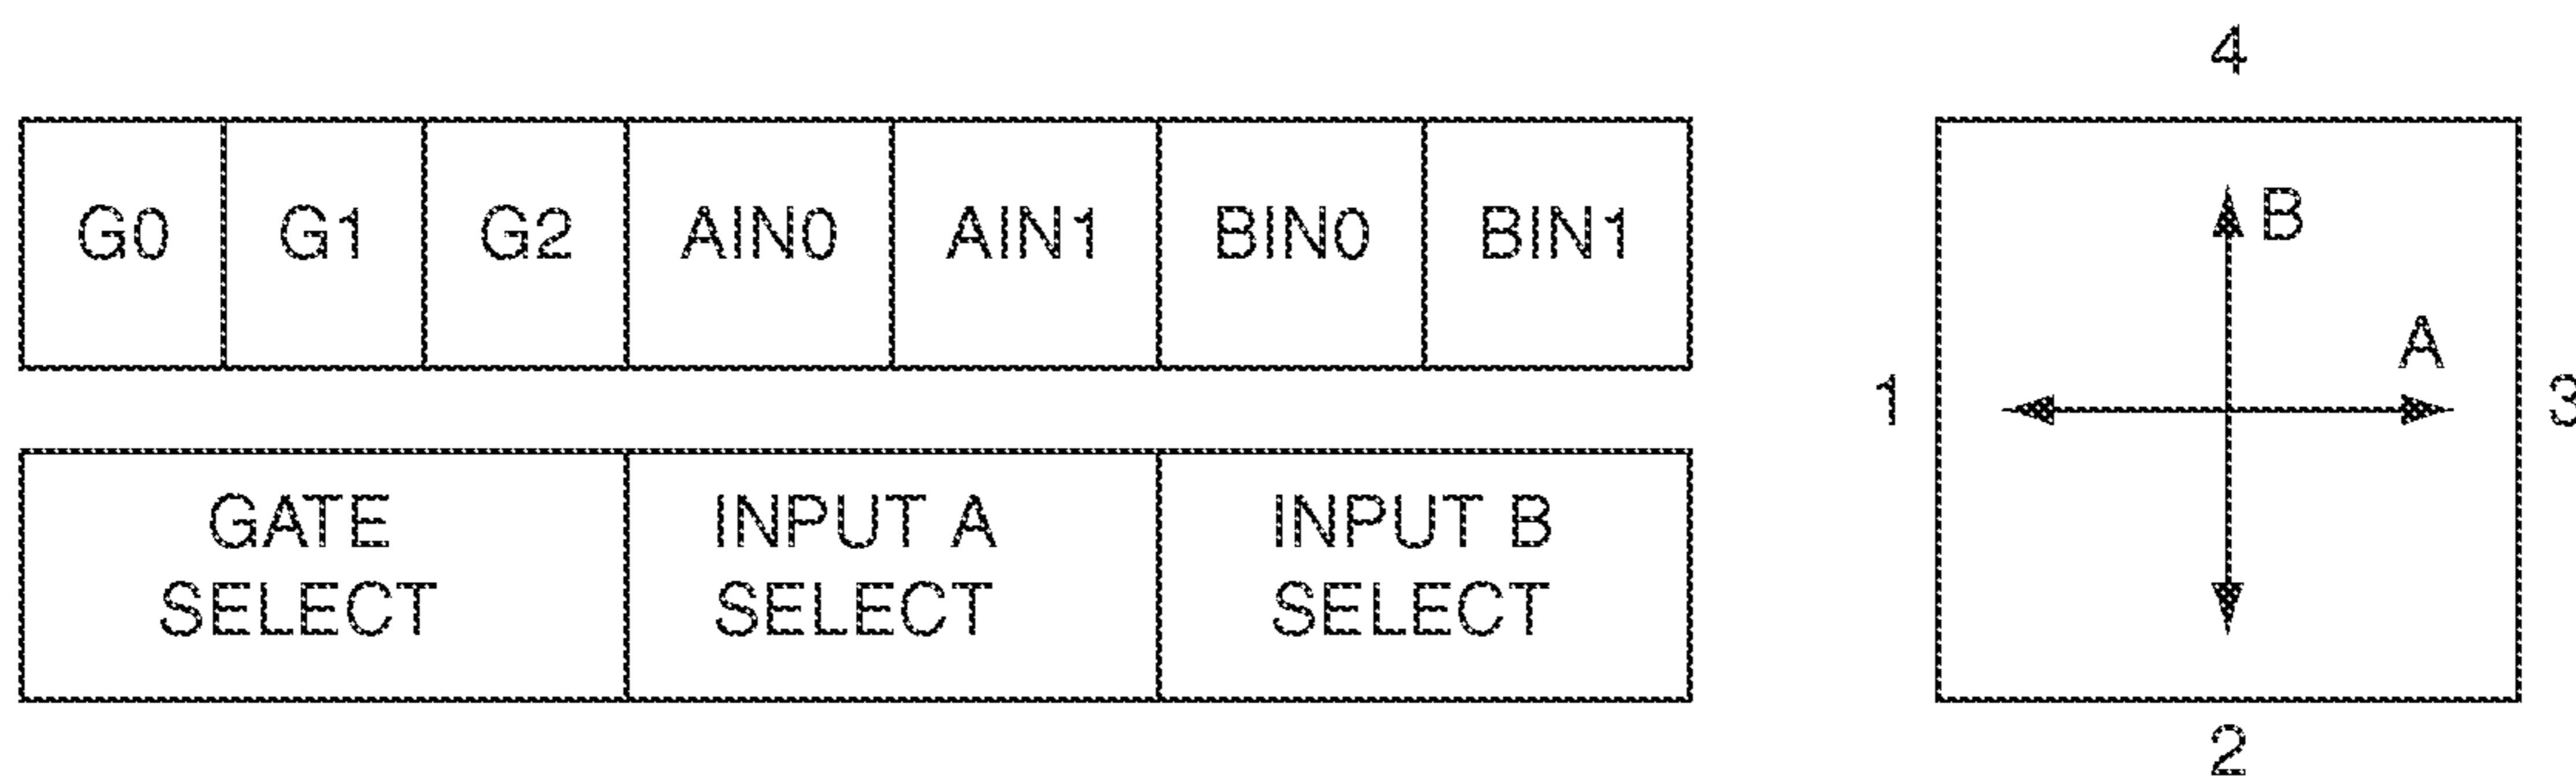 G0 G1 G2 AIN0 AIN1 BIN0 BIN1
GATE
SELECT
INPUT A
SELECT
INPUT B
SELECT
4
B
A
1
3
2